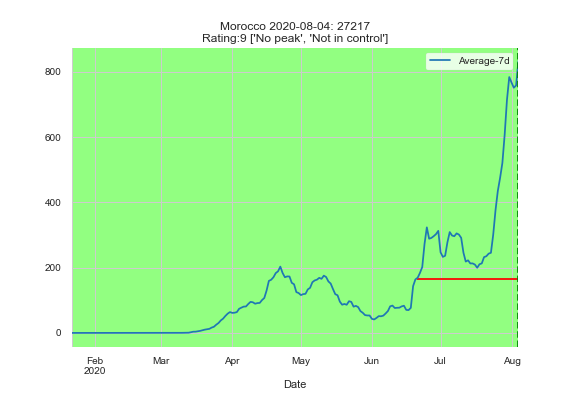 Morocco 2020-08-04: 27217
Rating:9 ['No peak', 'Not in control']
Average-7d
800
600
400
200
0
Feb Mar Apr May Jun Jul Aug
2020
Date